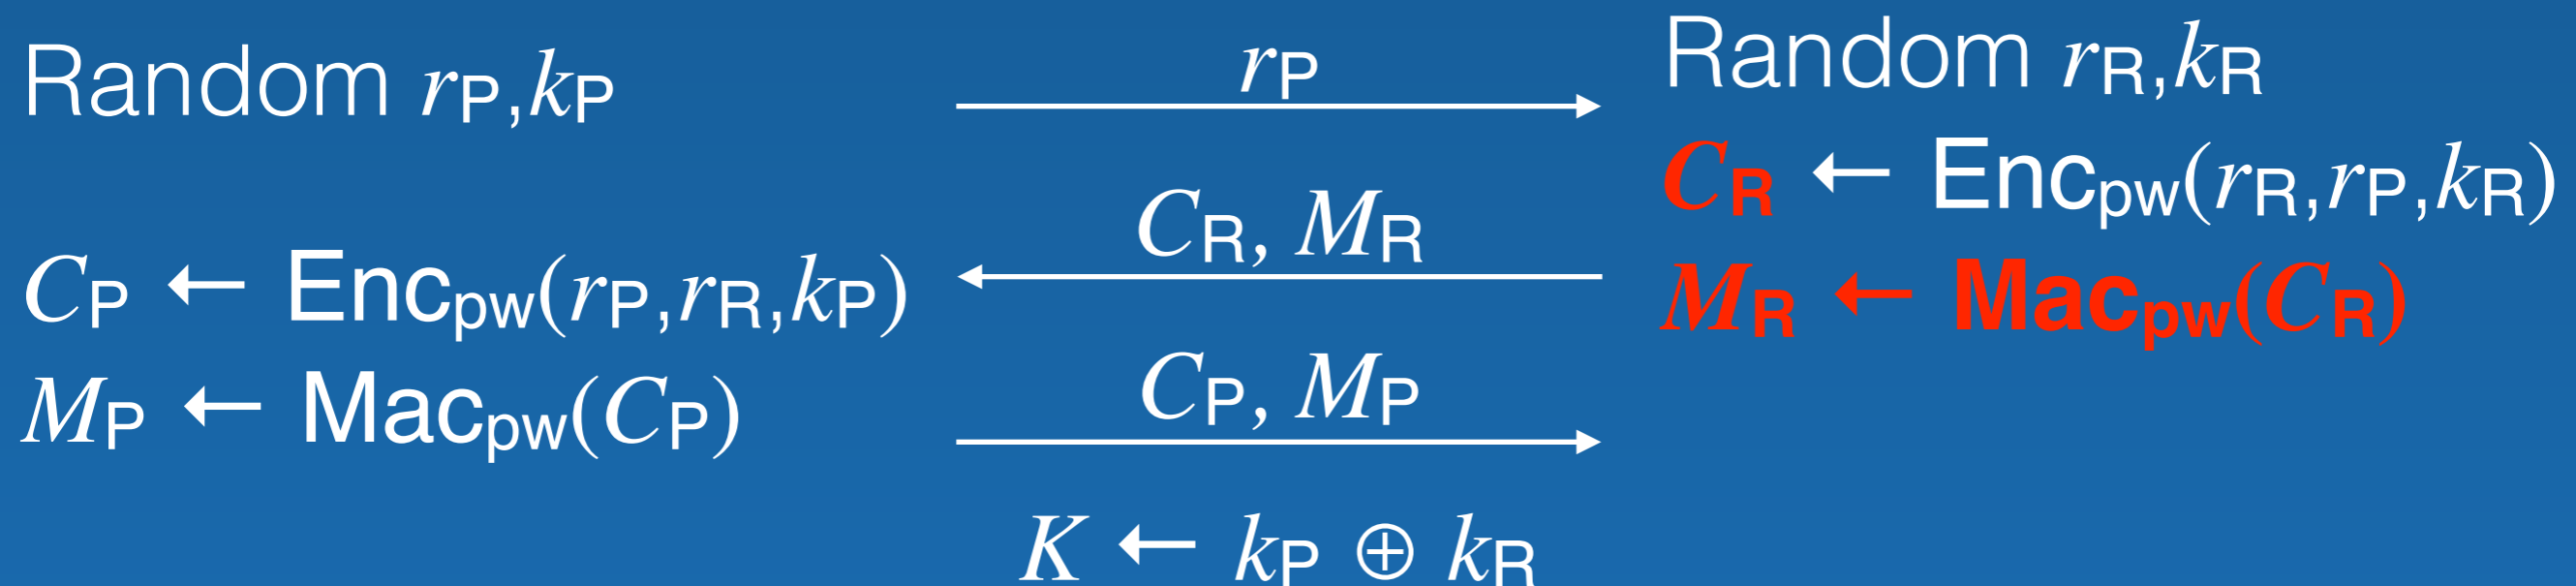 Random rP,kP
rP
Random rR,kR
CR ← Encpw(rR,rP,kR)
CR, MR
MR ← Macpw(CR)
CP ← Encpw(rP,rR,kP)
MP ← Macpw(CP)
CP, MP
K ← kP ⊕ kR